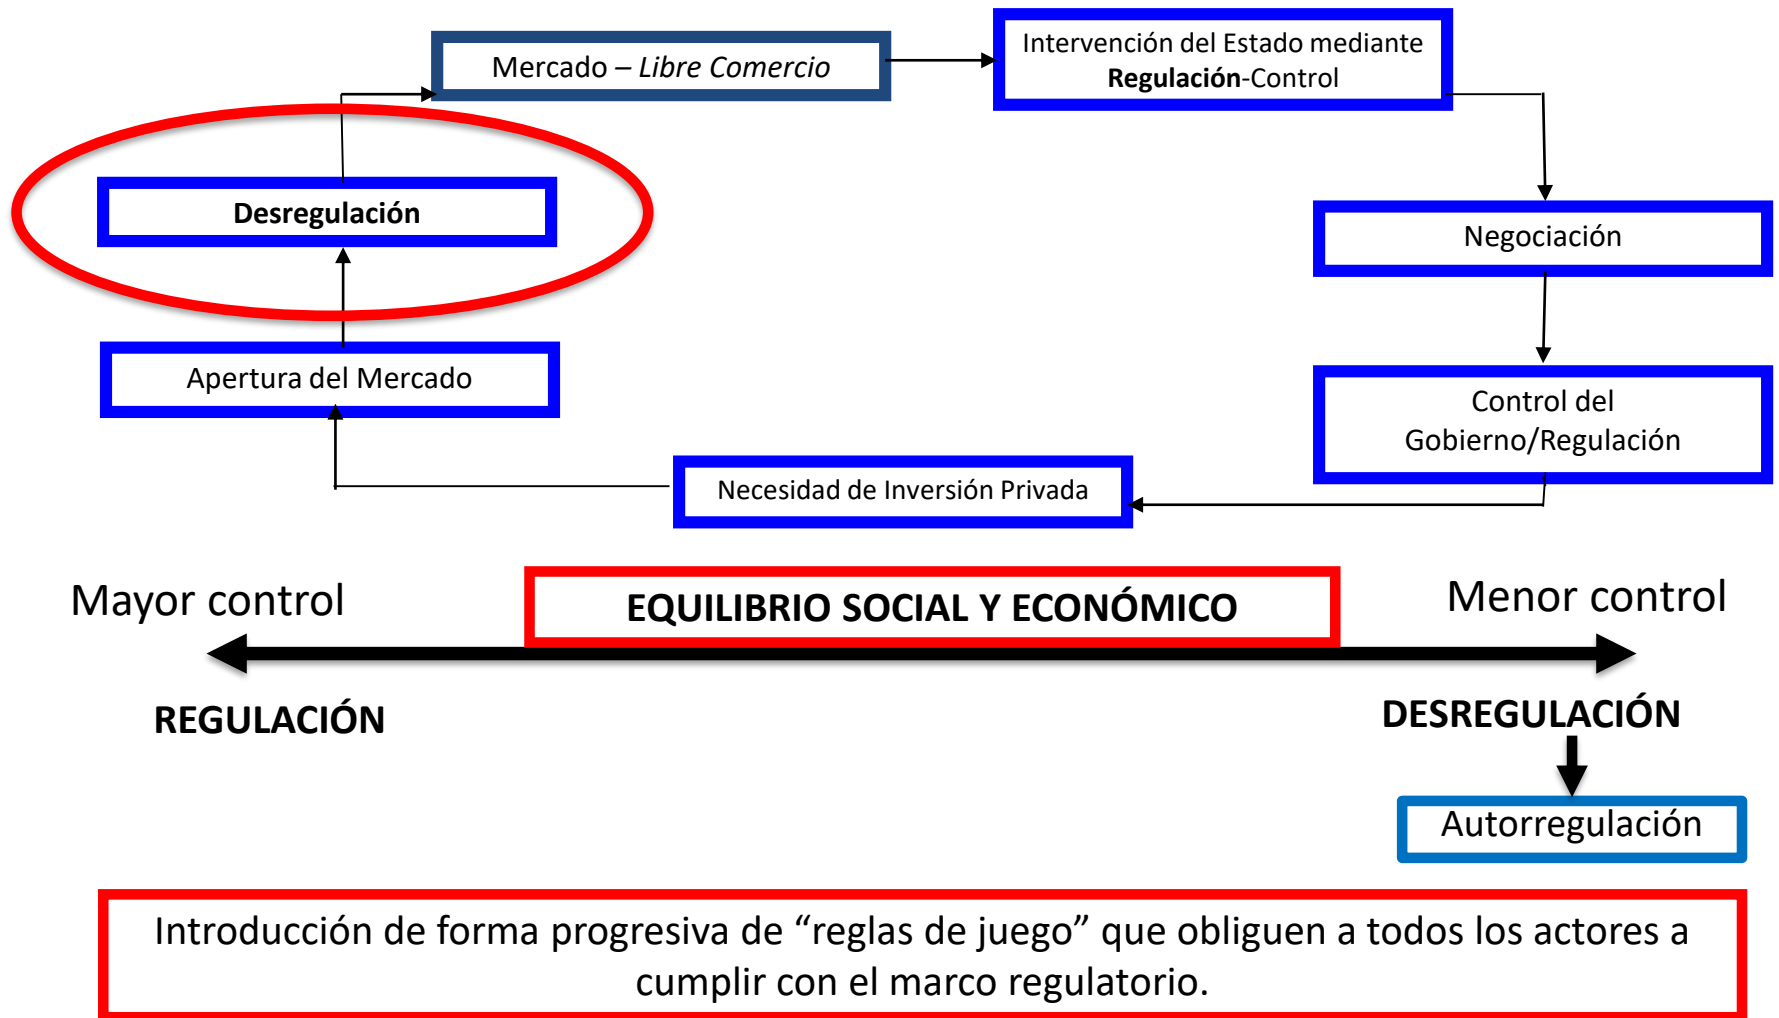 Mercado – Libre Comercio
Intervención del Estado mediante
Regulación-Control
Desregulación
Negociación
Apertura del Mercado
Control del
Gobierno/Regulación
Necesidad de Inversión Privada
Mayor control
EQUILIBRIO SOCIAL Y ECONÓMICO
Menor control
REGULACIÓN
DESREGULACIÓN
Autorregulación
Introducción de forma progresiva de “reglas de juego” que obliguen a todos los actores a
cumplir con el marco regulatorio.